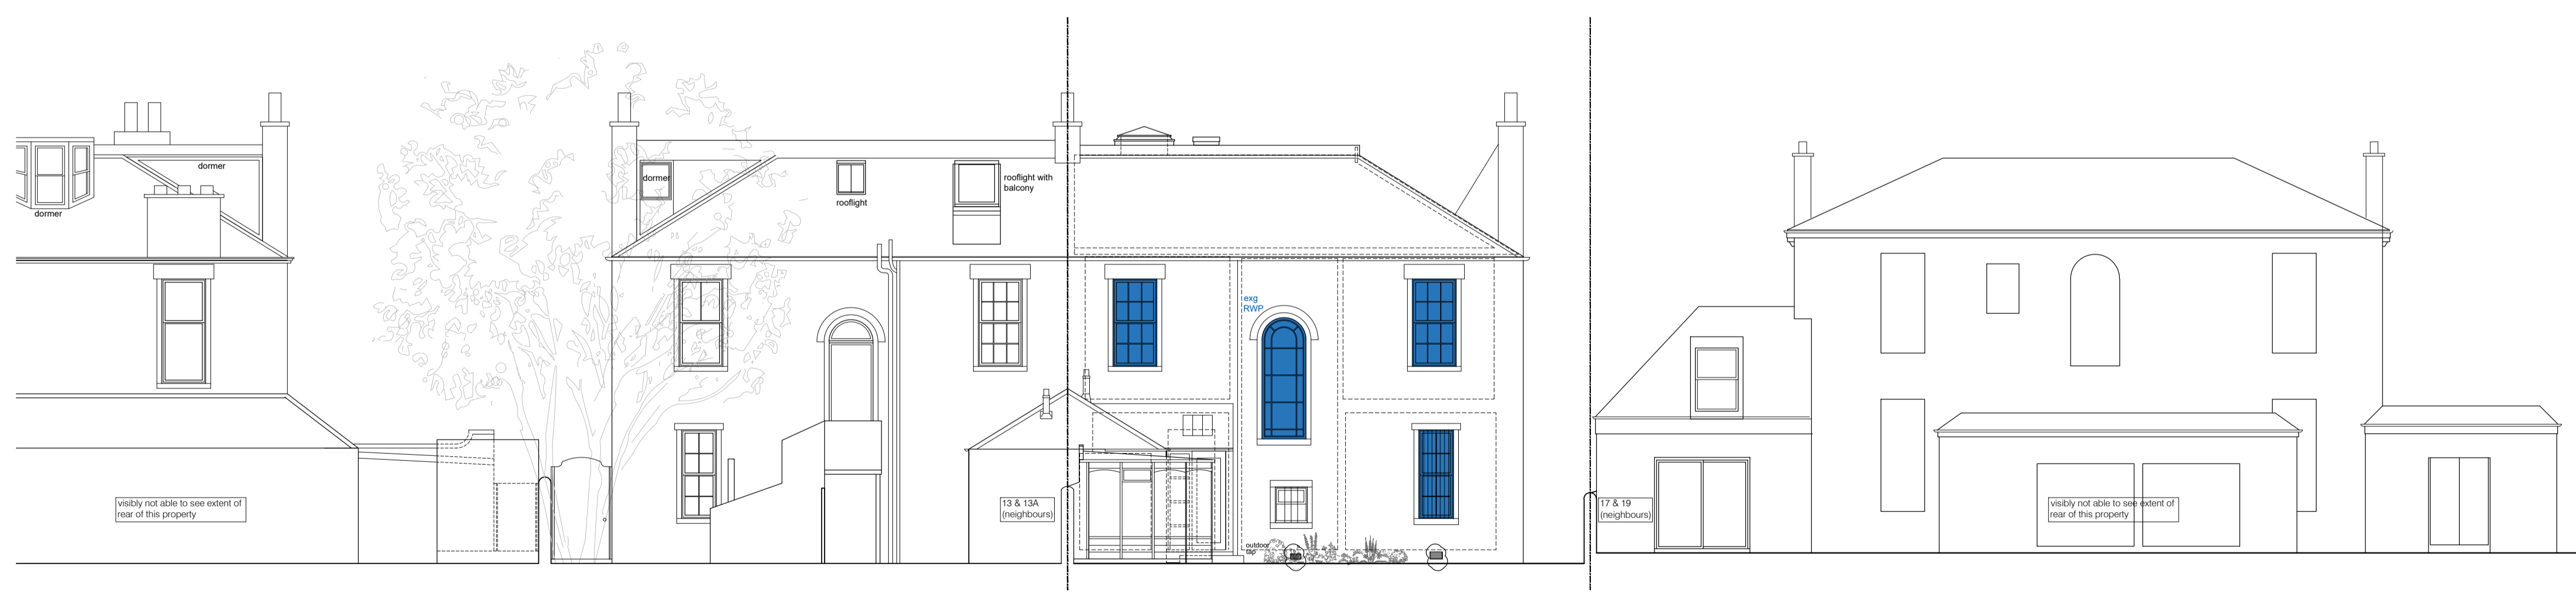 dormer
dormer
dormer
rooflight
rooflight with
balcony
exg
RWP
visibly not able to see extent of
rear of this property
13 & 13A
(neighbours)
outdoor
tap
17 & 19
(neighbours)
visibly not able to see extent of
rear of this property